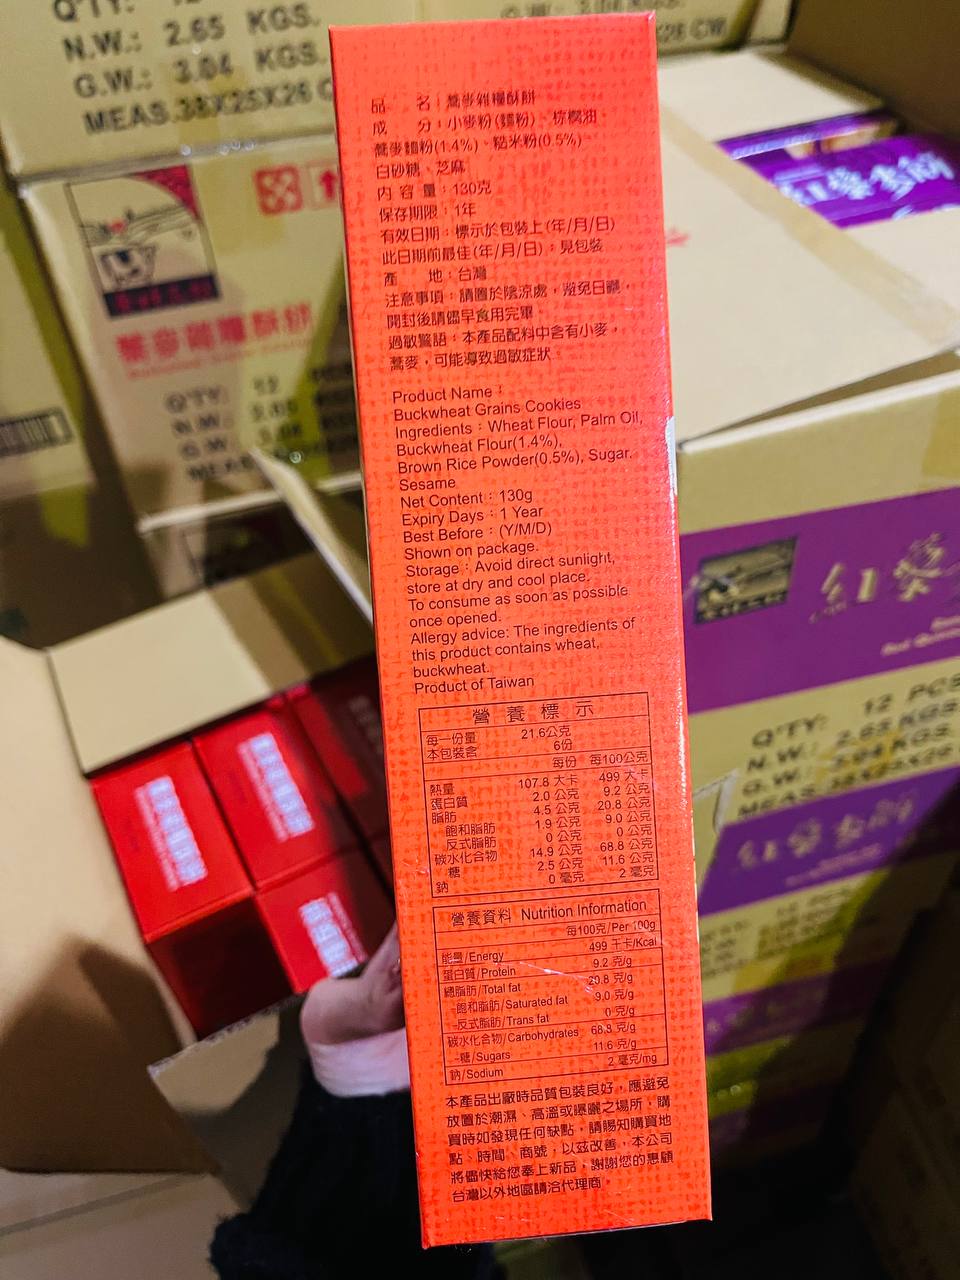 N.W.: 2.65 KGS.
G.W.: 3.04 KGS.
MEAS.38X25X26 C
28 CM
蕎麥雜糧酥餅
Q'TY: 12
N.W.
G.W.
品 名：蕎麥雜糧酥餅
成 分：小麥粉(麵粉)、棕櫚油、
蕎麥麵粉(1.4%)、糙米粉(0.5%)、
白砂糖、芝麻
內 容 量：130克
保存期限：1年
有效日期：標示於包裝上(年/月/日)
此日期前最佳(年/月/日)：見包裝
產 地：台灣
注意事項：請置於陰涼處，避免日曬，
開封後請儘早食用完畢
過敏警語：本產品配料中含有小麥，
蕎麥，可能導致過敏症狀
Product Name：
Buckwheat Grains Cookies
Ingredients：Wheat Flour, Palm Oil,
Buckwheat Flour(1.4%),
Brown Rice Powder(0.5%), Sugar.
Sesame
Net Content：130g
Expiry Days：1 Year
Best Before：(Y/M/D)
Shown on package.
Storage：Avoid direct sunlight,
store at dry and cool place.
To consume as soon as possible
once opened.
Allergy advice: The ingredients of
this product contains wheat,
buckwheat.
Product of Taiwan
營養標示
每一份量 21.6公克
本包裝含 6份
每份 每100公克
熱量 107.8 大卡 499 大卡
蛋白質 2.0 公克 9.2 公克
脂肪 4.5 公克 20.8 公克
飽和脂肪 1.9 公克 9.0 公克
反式脂肪 0 公克 0 公克
碳水化合物 14.9 公克 68.8 公克
糖 2.5 公克 11.6 公克
鈉 0 毫克 2 毫克
營養資料 Nutrition Information
每100克/Per 100g
能量/Energy 499 千卡/Kcal
蛋白質/Protein 9.2 克/g
總脂肪/Total fat 20.8 克/g
-飽和脂肪/Saturated fat 9.0 克/g
-反式脂肪/Trans fat 0 克/g
碳水化合物/Carbohydrates 68.8 克/g
-糖/Sugars 11.6 克/g
鈉/Sodium 2 毫克/mg
本產品出廠時品質包裝良好，應避免
放置於潮濕、高溫或曝曬之場所，購
買時如發現任何缺點，請賜知購買地
點、時間、商號，以茲改善，本公司
將儘快給您奉上新品，謝謝您的惠顧
台灣以外地區請洽代理商。
Q'TY: 12 PCS
N.W.: 2.65 KGS
G.W.: 3.04 KGS
MEAS.38X25X26